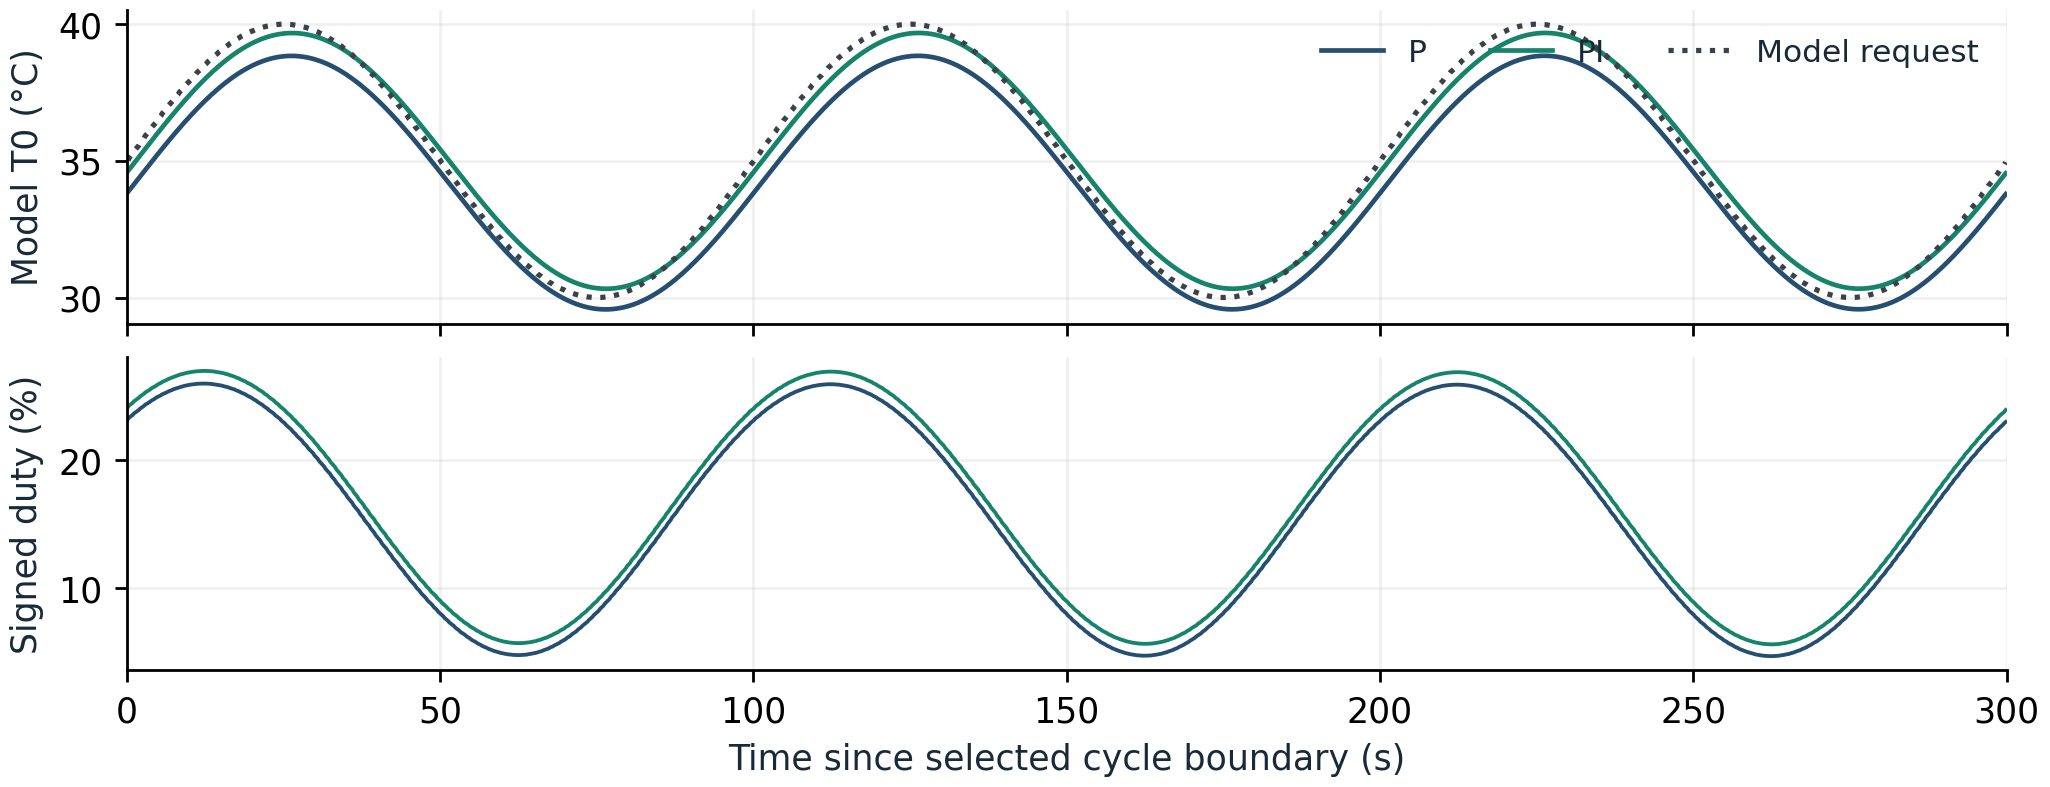 Model T0 (°C)
40
35
30
P PI Model request
Signed duty (%)
20
10
0 50 100 150 200 250 300
Time since selected cycle boundary (s)